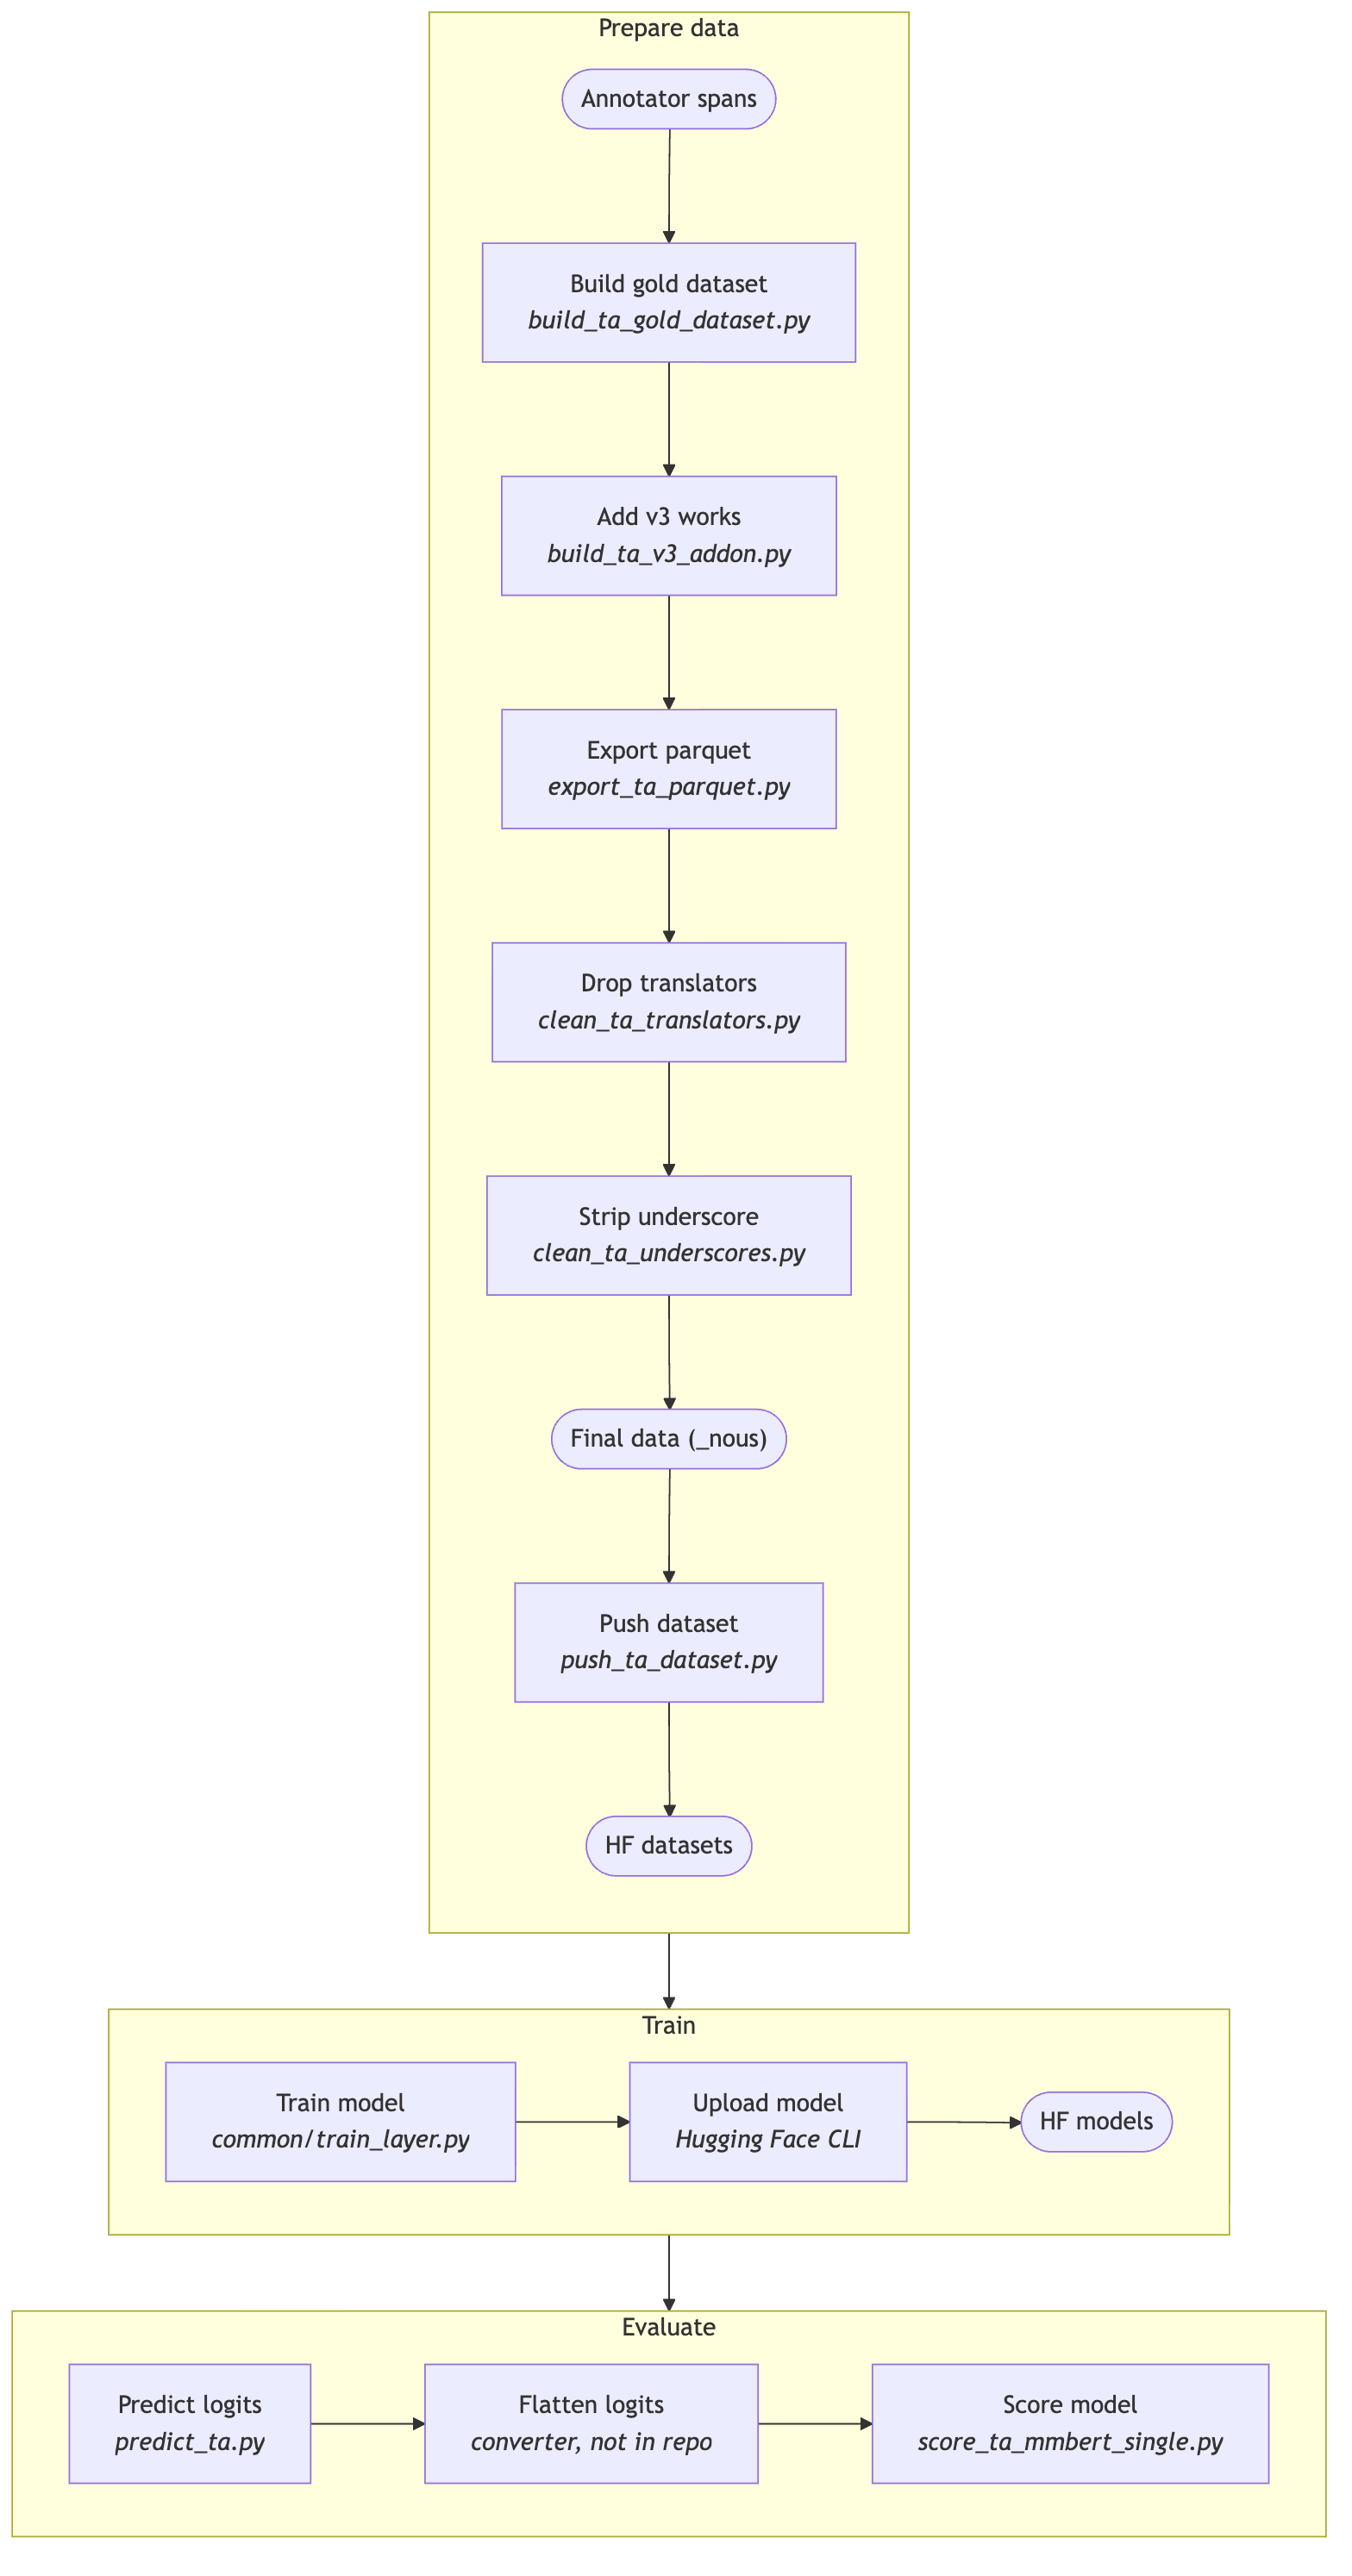 Prepare data
Annotator spans
Build gold dataset
build_ta_gold_dataset.py
Add v3 works
build_ta_v3_addon.py
Export parquet
export_ta_parquet.py
Drop translators
clean_ta_translators.py
Strip underscore
clean_ta_underscores.py
Final data (_nous)
Push dataset
push_ta_dataset.py
HF datasets
Train
Train model
common/train_layer.py
Upload model
Hugging Face CLI
HF models
Evaluate
Predict logits
predict_ta.py
Flatten logits
converter, not in repo
Score model
score_ta_mmbert_single.py